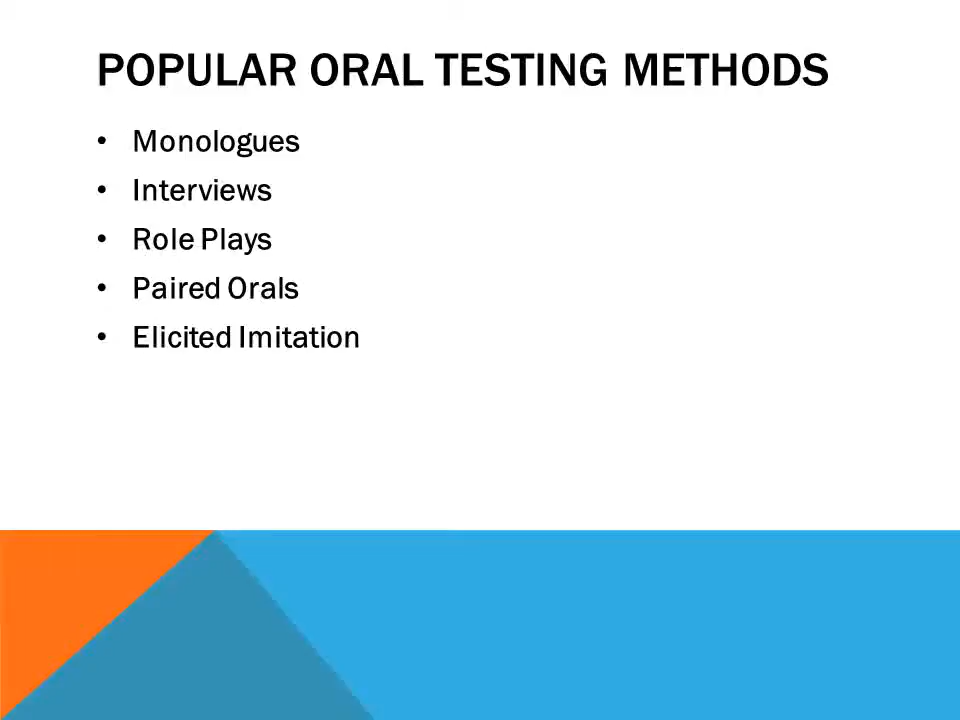 POPULAR ORAL TESTING METHODS
• Monologues
• Interviews
• Role Plays
• Paired Orals
• Elicited Imitation